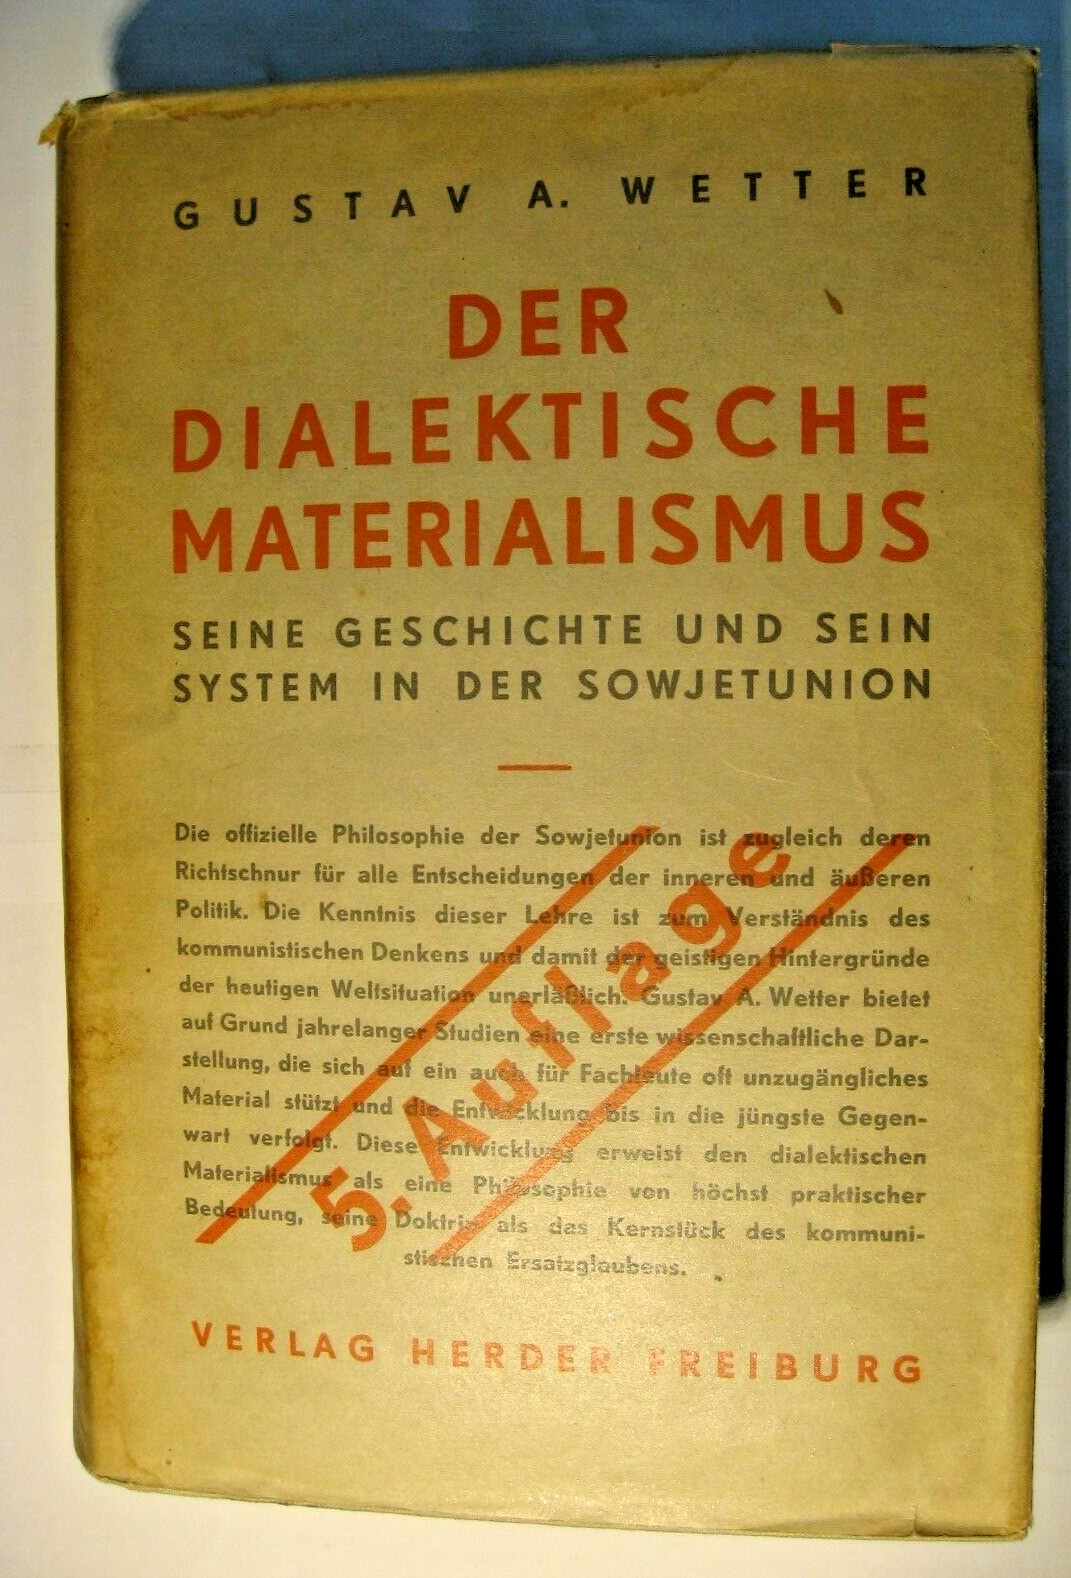 GUSTAV A. WETTER
DER
DIALEKTISCHE
MATERIALISMUS
SEINE GESCHICHTE UND SEIN
SYSTEM IN DER SOWJETUNION
Die offizielle Philosophie der Sowjetunion ist zugleich deren
Richtschnur für alle Entscheidungen der inneren und äußeren
Politik. Die Kenntnis dieser Lehre ist zum Verständnis des
kommunistischen Denkens und damit der geistigen Hintergründe
der heutigen Weltsituation unerläßlich. Gustav A. Wetter bietet
auf Grund jahrelanger Studien eine erste wissenschaftliche Dar-
stellung, die sich auf ein auch für Fachleute oft unzugängliches
Material stützt und die Entwicklung bis in die jüngste Gegen-
wart verfolgt. Diese Entwicklung erweist den dialektischen
Materialismus als eine Philosophie von höchst praktischer
Bedeutung, seine Doktrin als das Kernstück des kommuni-
stischen Ersatzglaubens.
5. Auflage
VERLAG HERDER FREIBURG